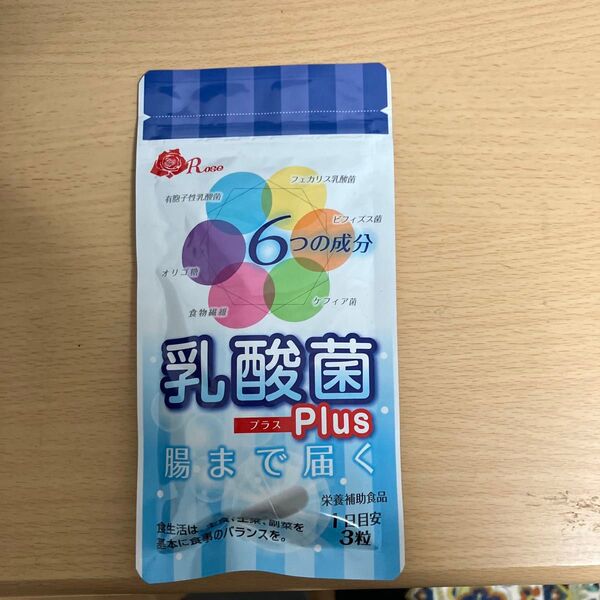 Rose
フェカリス乳酸菌
有胞子性乳酸菌
ビフィズス菌
6つの成分
オリゴ糖
ケフィア菌
食物繊維
乳酸菌
プラス Plus
腸まで届く
栄養補助食品
1日目安
3粒
食生活は、主食、主菜、副菜を
基本に食事のバランスを。